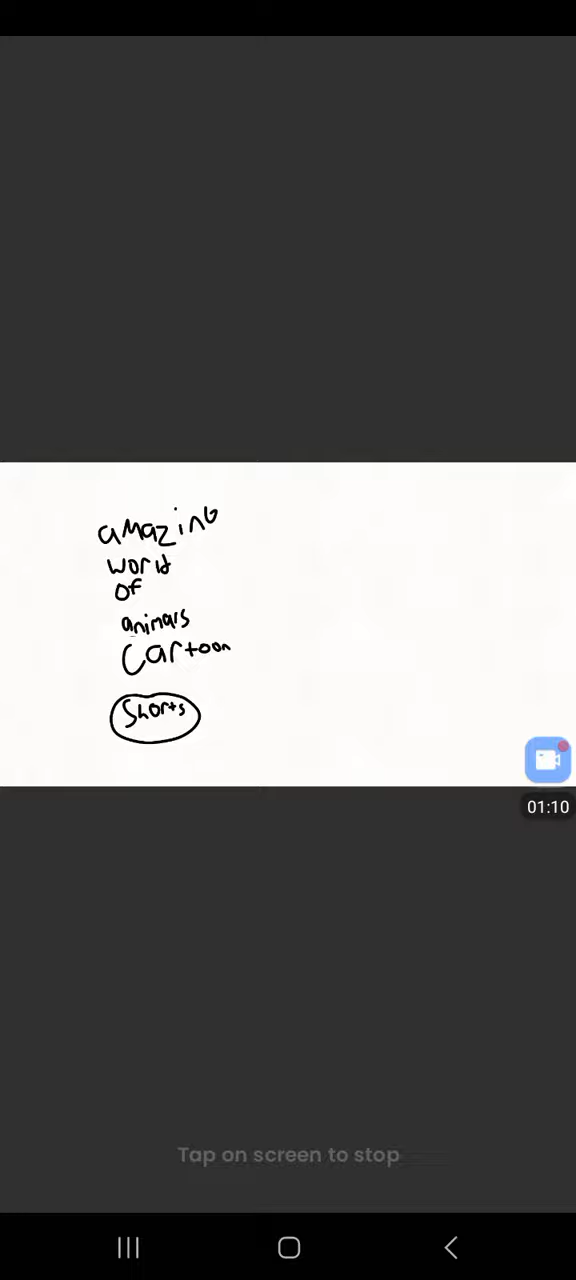 amazing
world
of
animals
cartoon
Shorts
01:10
Tap on screen to stop